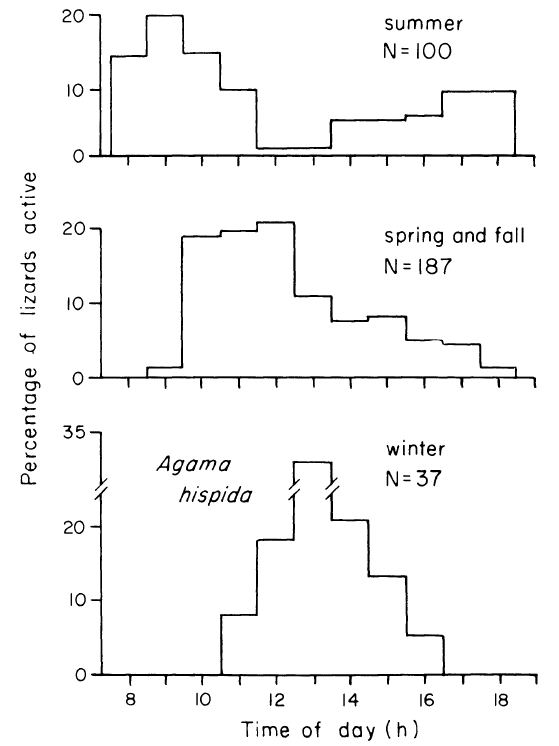 Percentage of lizards active
20
10
0
summer
N=100
20
10
0
spring and fall
N=187
35
20
10
0
Agama
hispida
winter
N=37
8 10 12 14 16 18
Time of day (h)